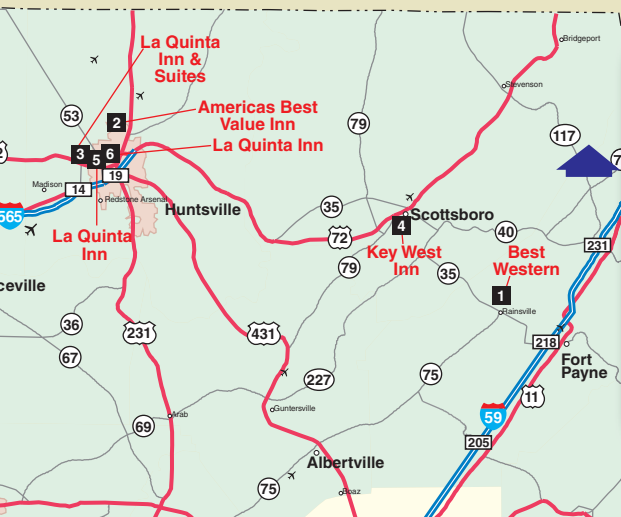 Bridgeport
La Quinta
Inn &
Suites
Stevenson
Americas Best
Value Inn
53
79
117
2
La Quinta Inn
3
5
6
Madison
14
19
Redstone Arsenal
565
Huntsville
35
Scottsboro
72
4
40
231
La Quinta
Inn
Key West
Inn
Best
Western
79
35
ceville
1
Rainsville
36
231
431
218
67
Fort
Payne
227
75
11
Guntersville
Arab
59
69
205
Albertville
75
Boaz